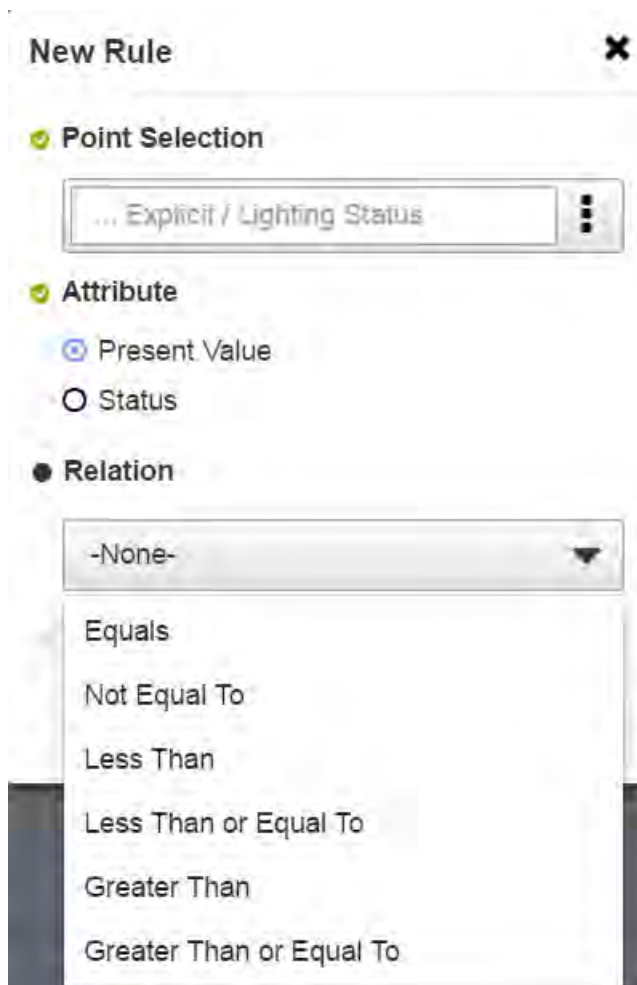 New Rule
Point Selection
... Explicit / Lighting Status
Attribute
Present Value
Status
Relation
-None-
Equals
Not Equal To
Less Than
Less Than or Equal To
Greater Than
Greater Than or Equal To